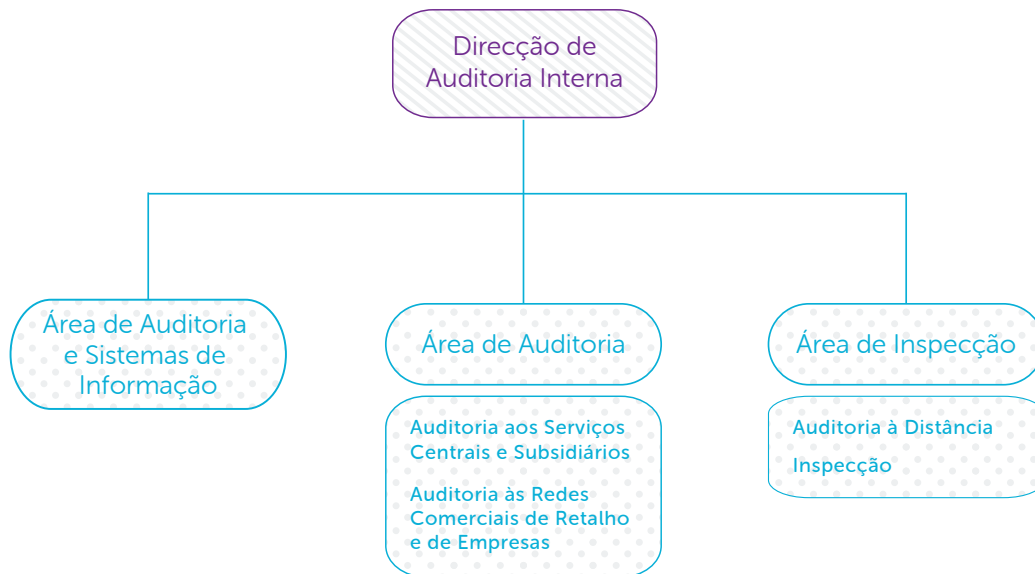 Direcção de
Auditoria Interna
Área de Auditoria
e Sistemas de
Informação
Área de Auditoria
Auditoria aos Serviços
Centrais e Subsidiários
Auditoria às Redes
Comerciais de Retalho
e de Empresas
Área de Inspecção
Auditoria à Distância
Inspecção